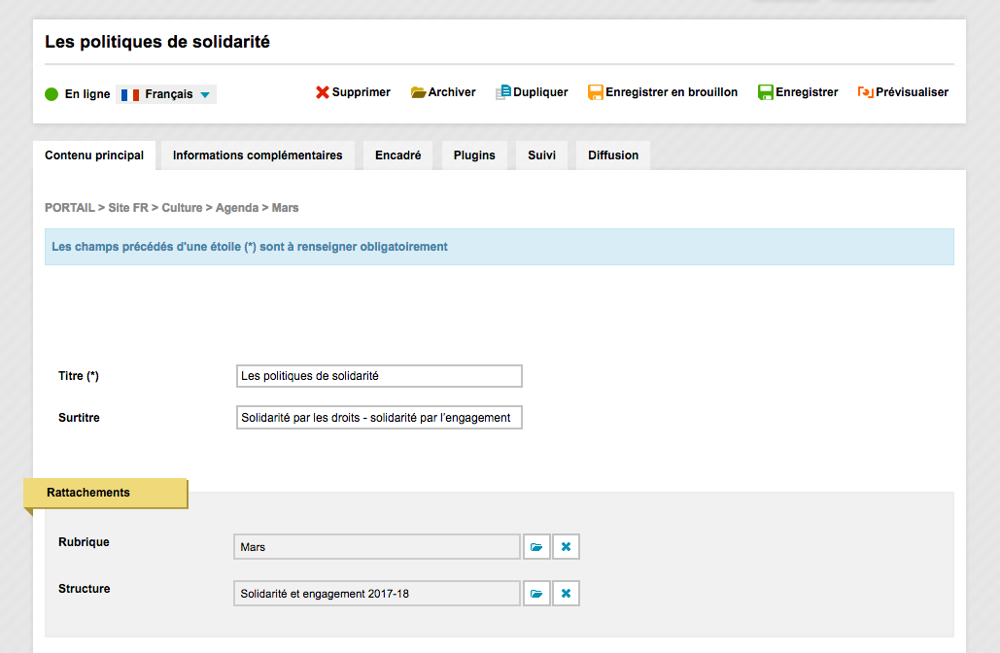 Les politiques de solidarité
En ligne Français Supprimer Archiver Dupliquer Enregistrer en brouillon Enregistrer Prévisualiser
Contenu principal Informations complémentaires Encadré Plugins Suivi Diffusion
PORTAIL > Site FR > Culture > Agenda > Mars
Les champs précédés d'une étoile (*) sont à renseigner obligatoirement
Titre (*) Les politiques de solidarité
Surtitre Solidarité par les droits - solidarité par l'engagement
Rattachements
Rubrique Mars
Structure Solidarité et engagement 2017-18